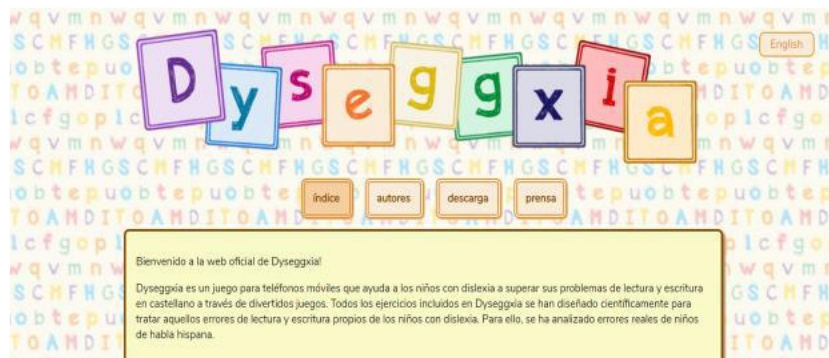 Dyseggxia
English
índice autores descarga prensa
Bienvenido a la web oficial de Dyseggxia!
Dyseggxia es un juego para teléfonos móviles que ayuda a los niños con dislexia a superar sus problemas de lectura y escritura
en castellano a través de divertidos juegos. Todos los ejercicios incluidos en Dyseggxia se han diseñado científicamente para
tratar aquellos errores de lectura y escritura propios de los niños con dislexia. Para ello, se ha analizado errores reales de niños
de habla hispana.